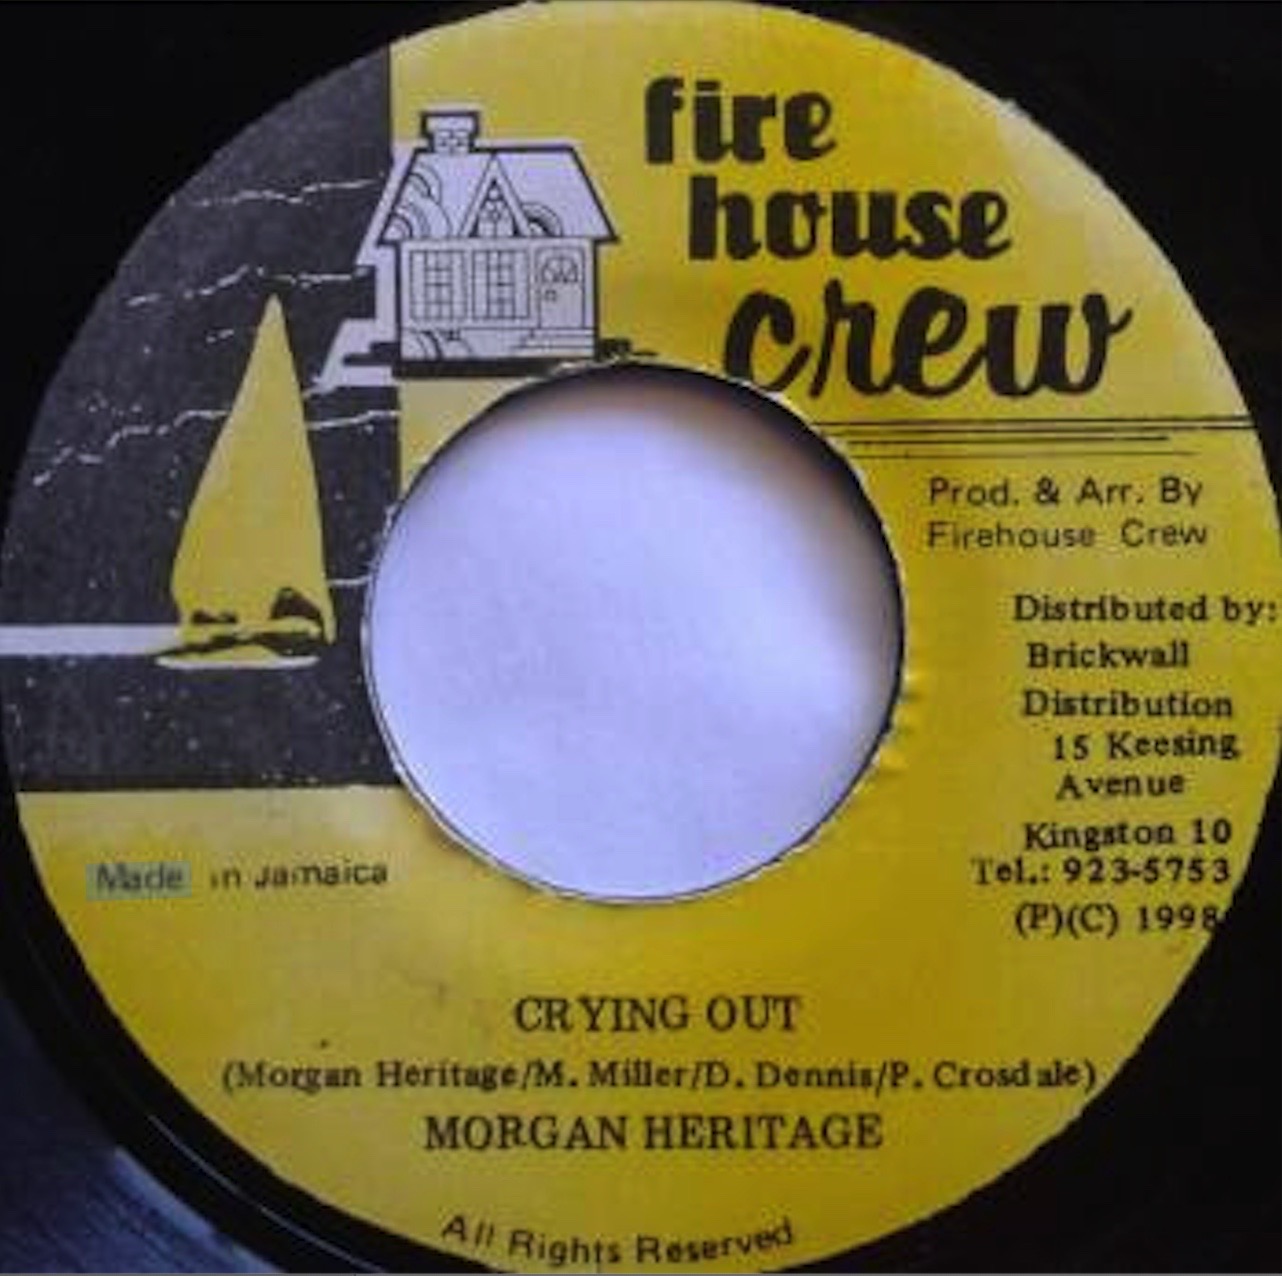 fire
house
crew
Prod. & Arr. By
Firehouse Crew
Distributed by:
Brickwall
Distribution
15 Keesing
Avenue
Kingston 10
Tel.: 923-5753
(P)(C) 1998
Made in Jamaica
CRYING OUT
(Morgan Heritage/M. Miller/D. Dennis/P. Crosdale)
MORGAN HERITAGE
All Rights Reserved